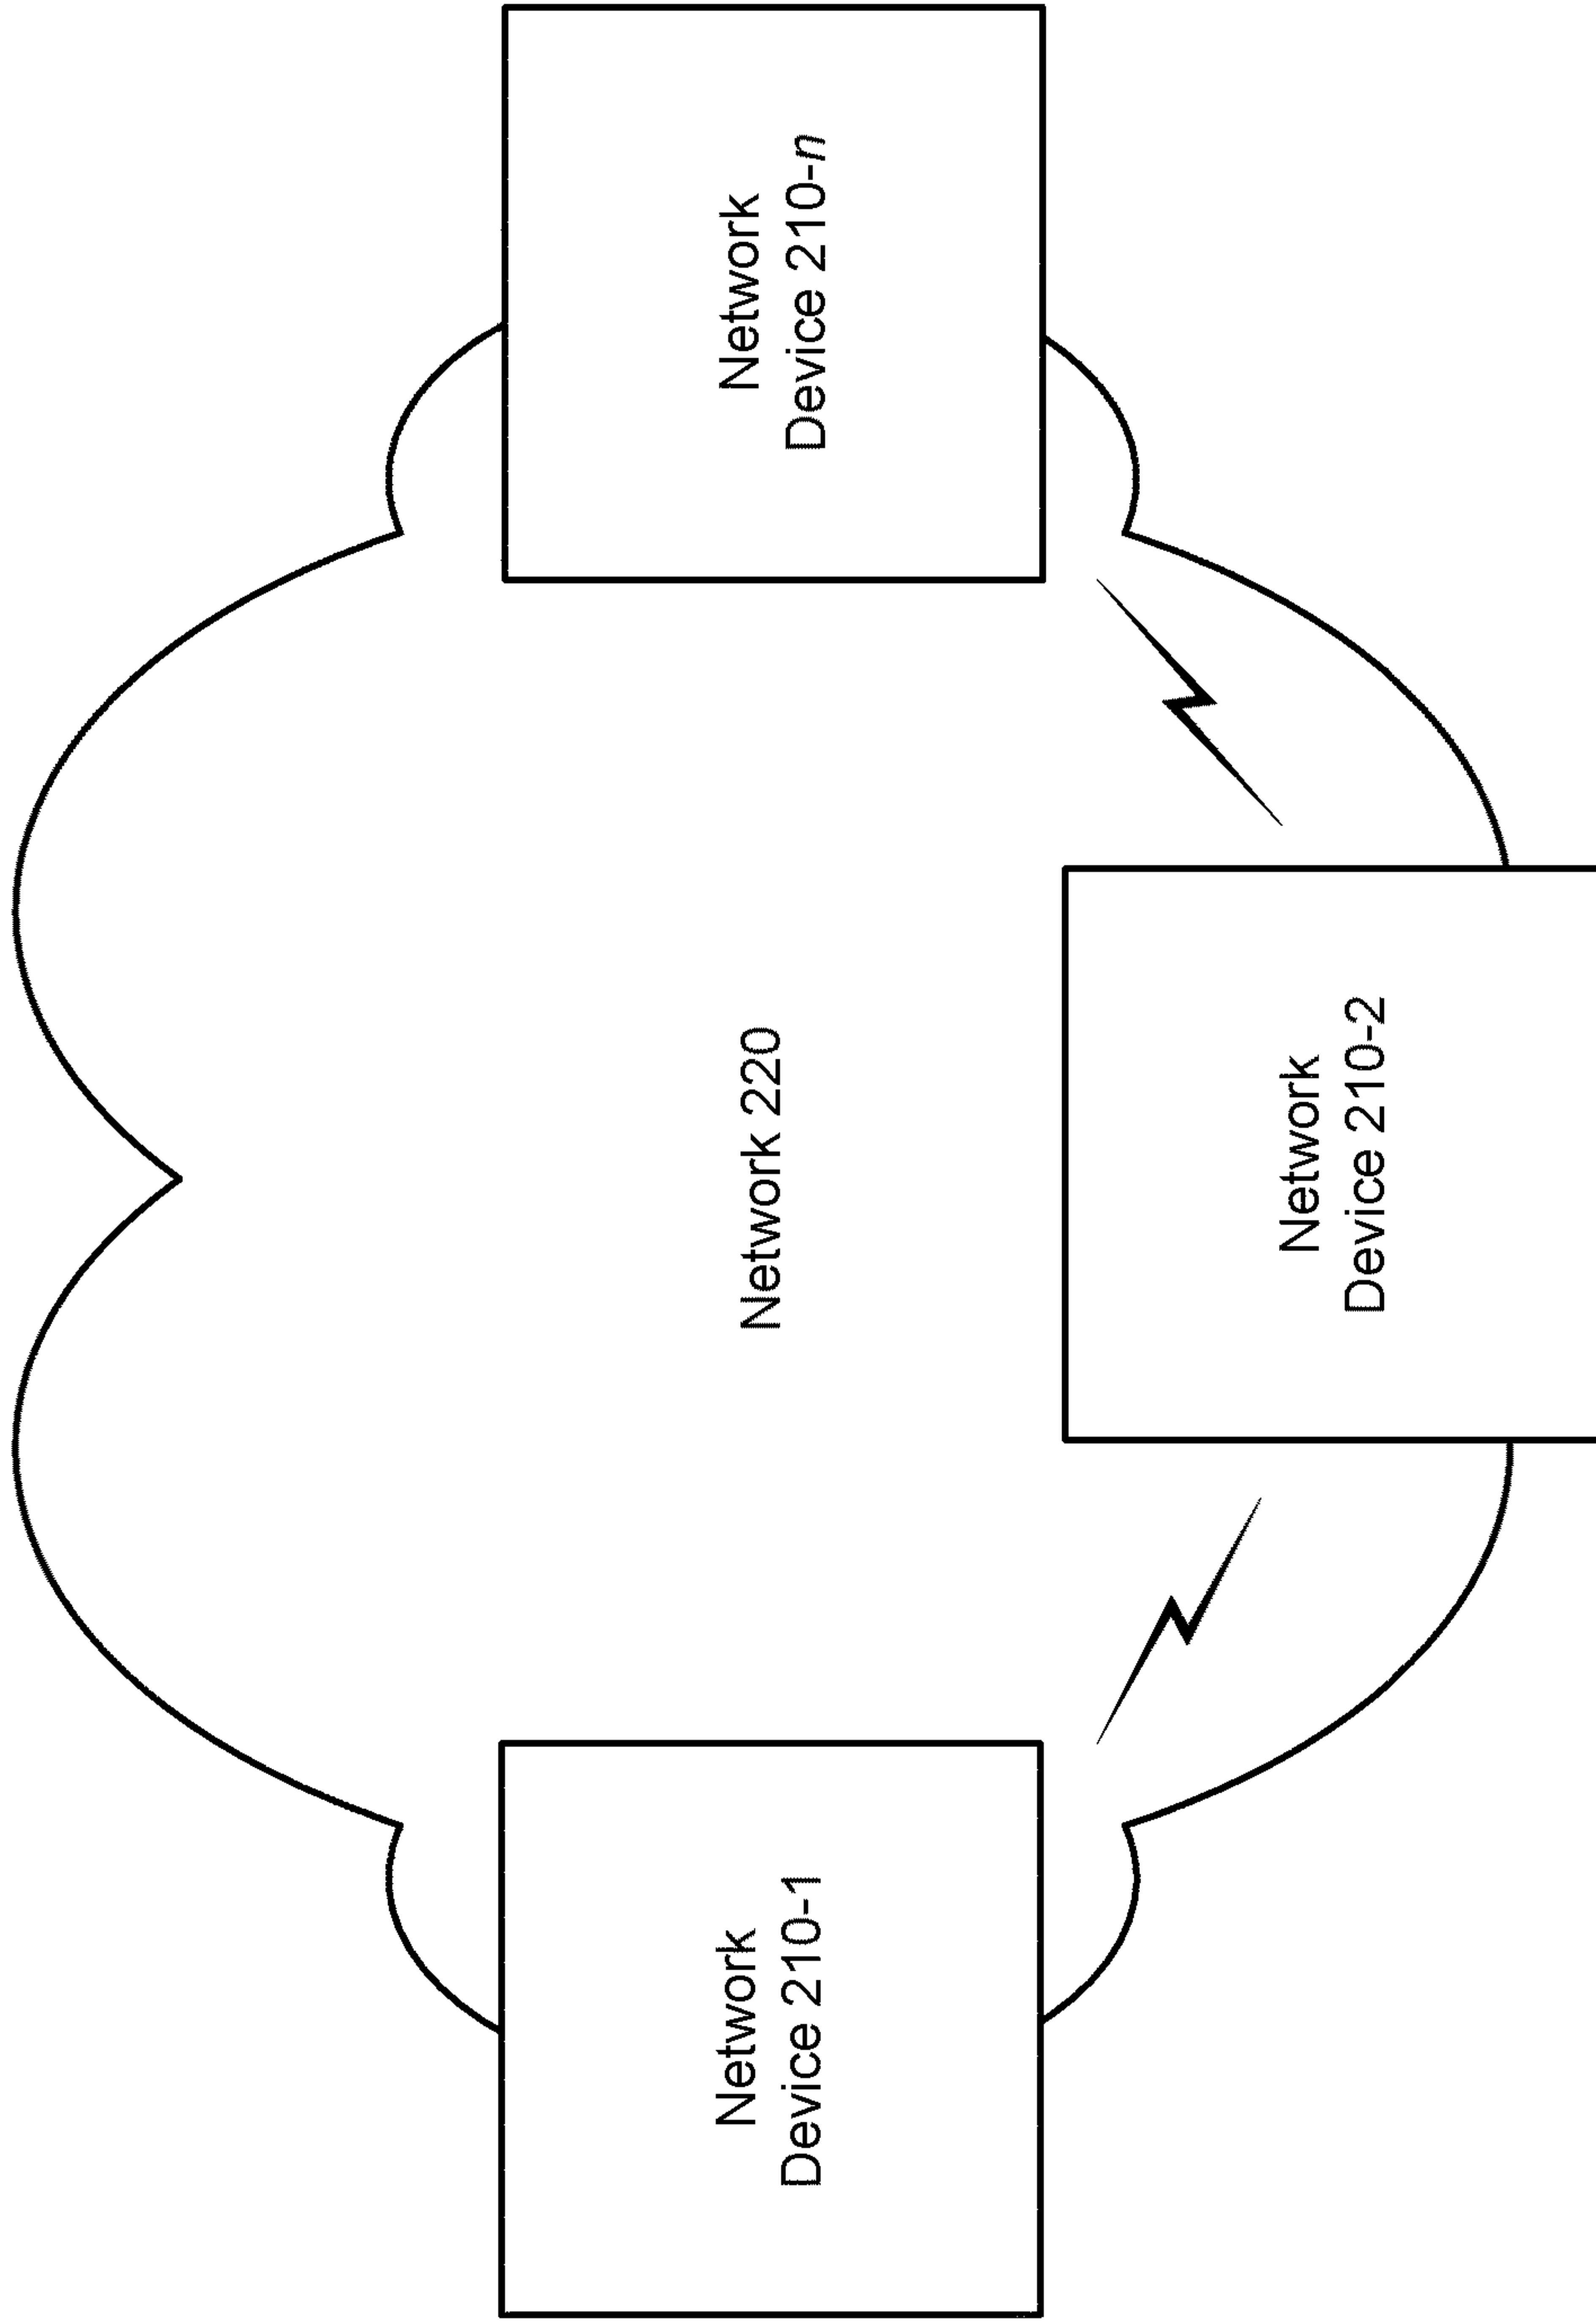 Network 220
Network
Device 210-1
Network
Device 210-2
Network
Device 210-n